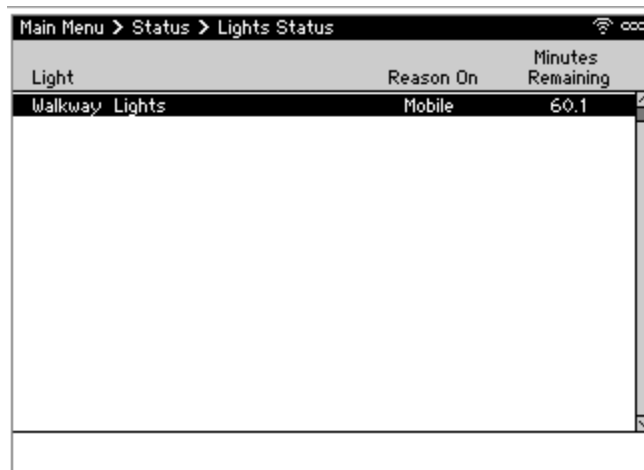 Main Menu > Status > Lights Status
Light Reason On Minutes Remaining
Walkway Lights Mobile 60.1